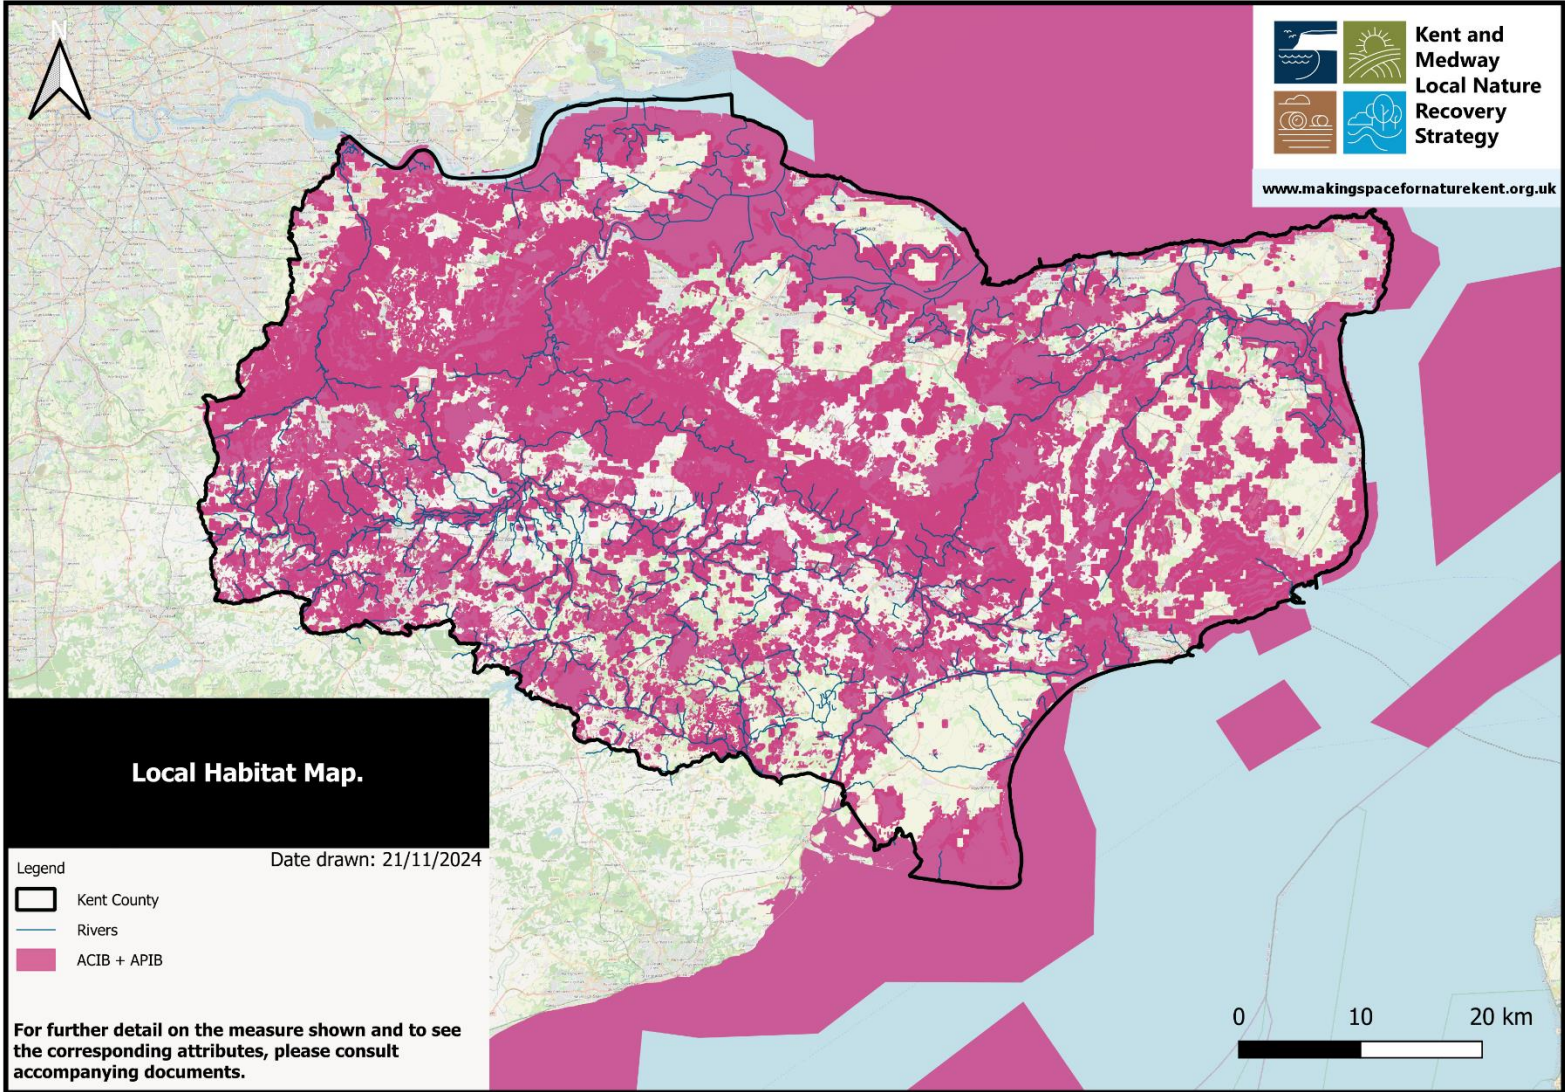 N
Kent and
Medway
Local Nature
Recovery
Strategy
www.makingspacefornaturekent.org.uk
Local Habitat Map.
Date drawn: 21/11/2024
Legend
Kent County
Rivers
ACIB + APIB
For further detail on the measure shown and to see
the corresponding attributes, please consult
accompanying documents.
0 10 20 km